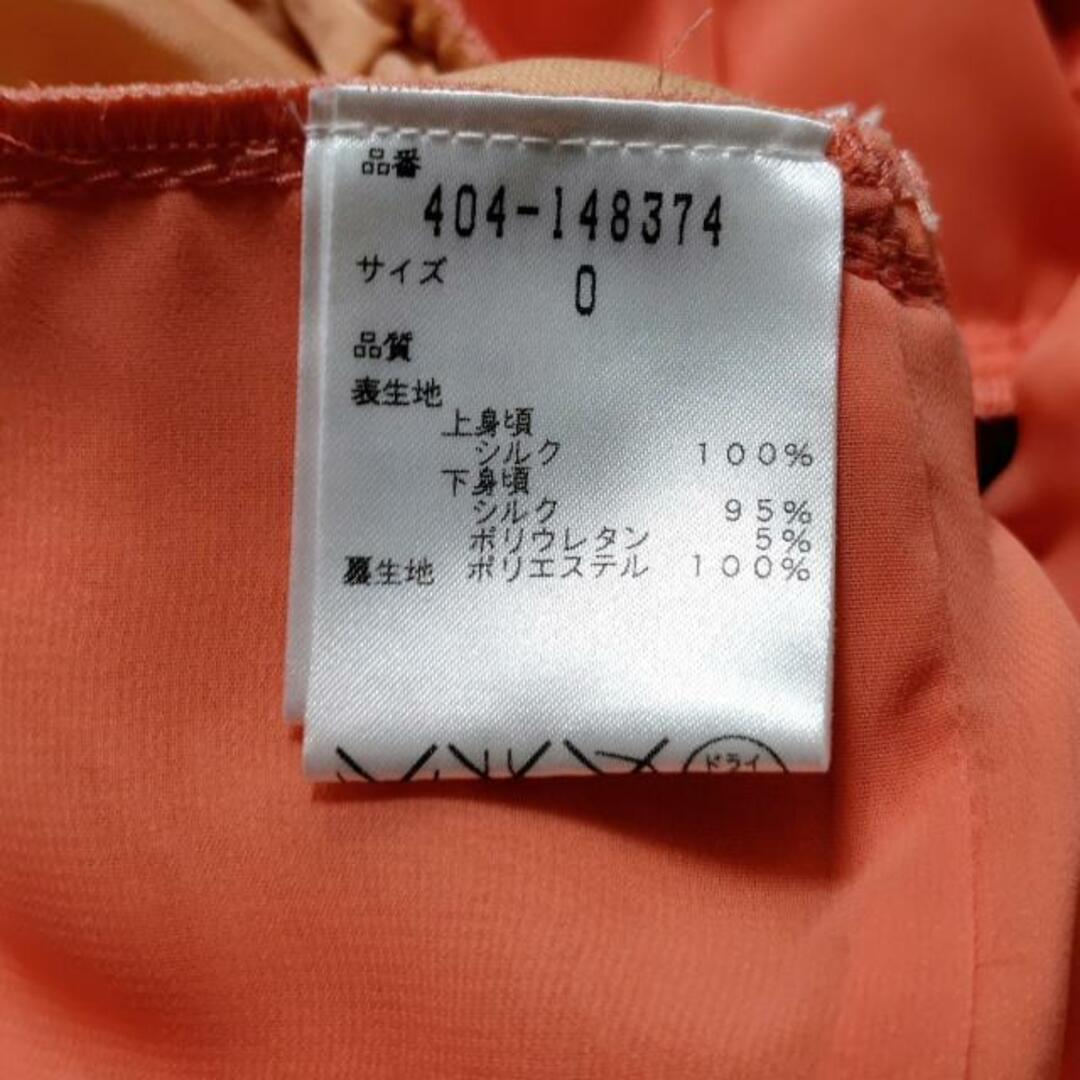 品番
404-148374
サイズ 0
品質
表生地
上身頃
シルク 100%
下身頃
シルク 95%
ポリウレタン 5%
裏生地 ポリエステル 100%
ドライ